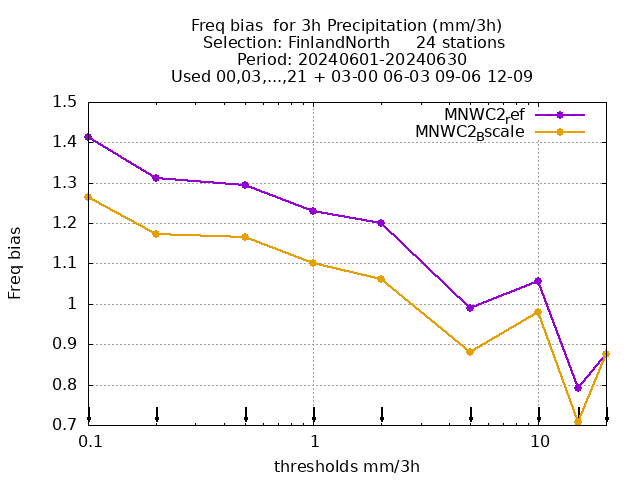 Freq bias  for 3h Precipitation (mm/3h)
Selection: FinlandNorth     24 stations
Period: 20240601-20240630
Used 00,03,...,21 + 03-00 06-03 09-06 12-09
MNWC2_ref
MNWC2_Bscale
1.5
1.4
1.3
1.2
1.1
1
0.9
0.8
0.7
Freq bias
0.1 1 10
thresholds mm/3h